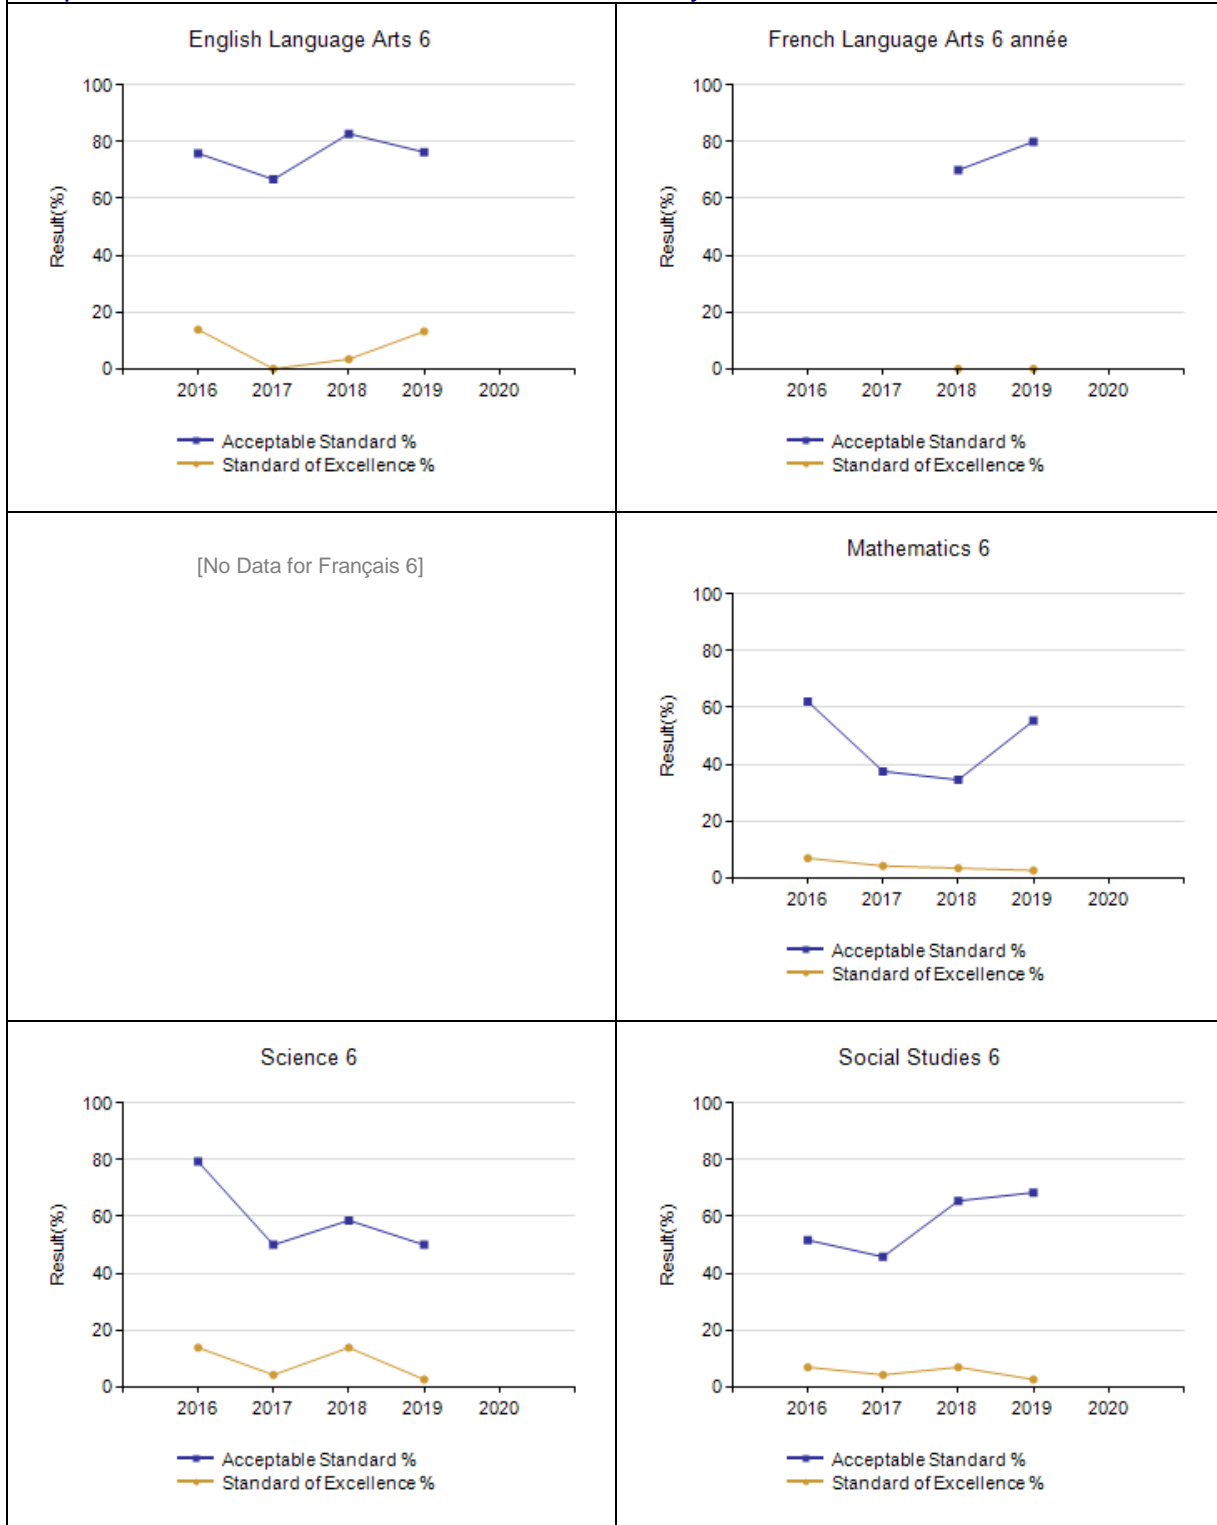 English Language Arts 6
100
80
60
40
20
0
Result(%)
2016 2017 2018 2019 2020
Acceptable Standard %
Standard of Excellence %
French Language Arts 6 année
100
80
60
40
20
0
Result(%)
2016 2017 2018 2019 2020
Acceptable Standard %
Standard of Excellence %
[No Data for Français 6]
Mathematics 6
100
80
60
40
20
0
Result(%)
2016 2017 2018 2019 2020
Acceptable Standard %
Standard of Excellence %
Science 6
100
80
60
40
20
0
Result(%)
2016 2017 2018 2019 2020
Acceptable Standard %
Standard of Excellence %
Social Studies 6
100
80
60
40
20
0
Result(%)
2016 2017 2018 2019 2020
Acceptable Standard %
Standard of Excellence %